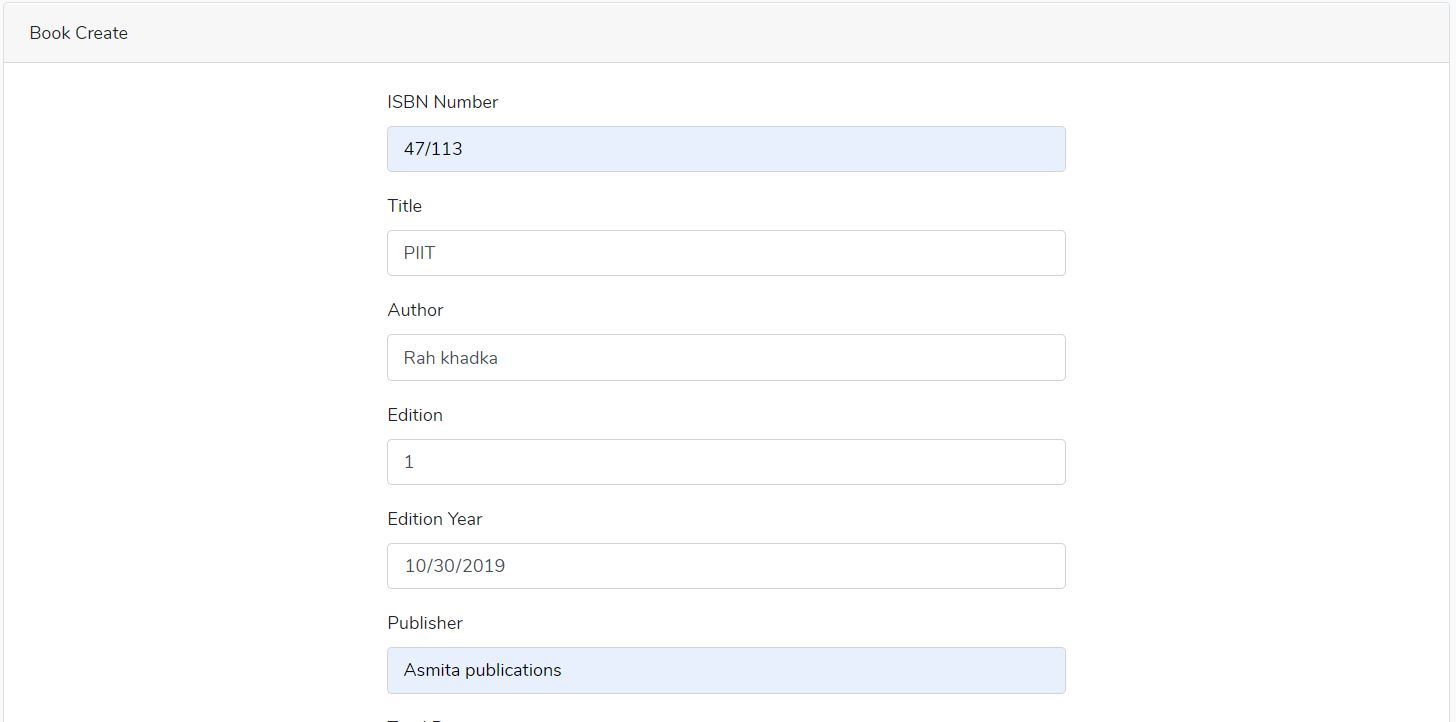 Book Create
ISBN Number
47/113
Title
PIIT
Author
Rah khadka
Edition
1
Edition Year
10/30/2019
Publisher
Asmita publications